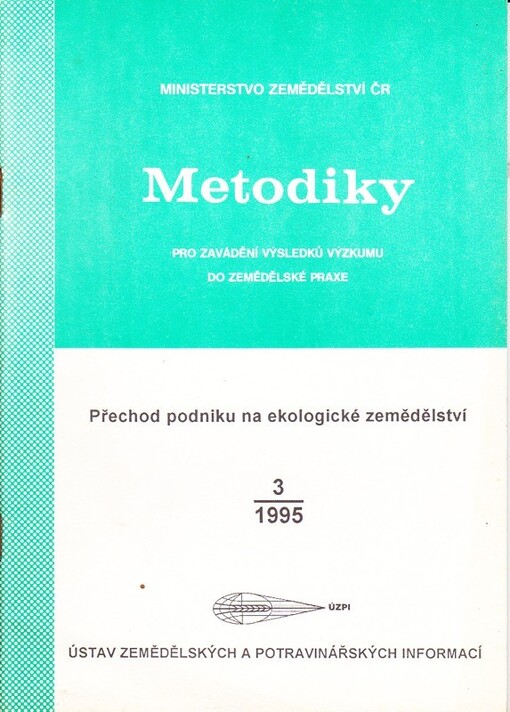 MINISTERSTVO ZEMĚDĚLSTVÍ ČR
Metodiky
PRO ZAVÁDĚNÍ VÝSLEDKŮ VÝZKUMU
DO ZEMĚDĚLSKÉ PRAXE
Přechod podniku na ekologické zemědělství
3
1995
ÚZPI
ÚSTAV ZEMĚDĚLSKÝCH A POTRAVINÁŘSKÝCH INFORMACÍ